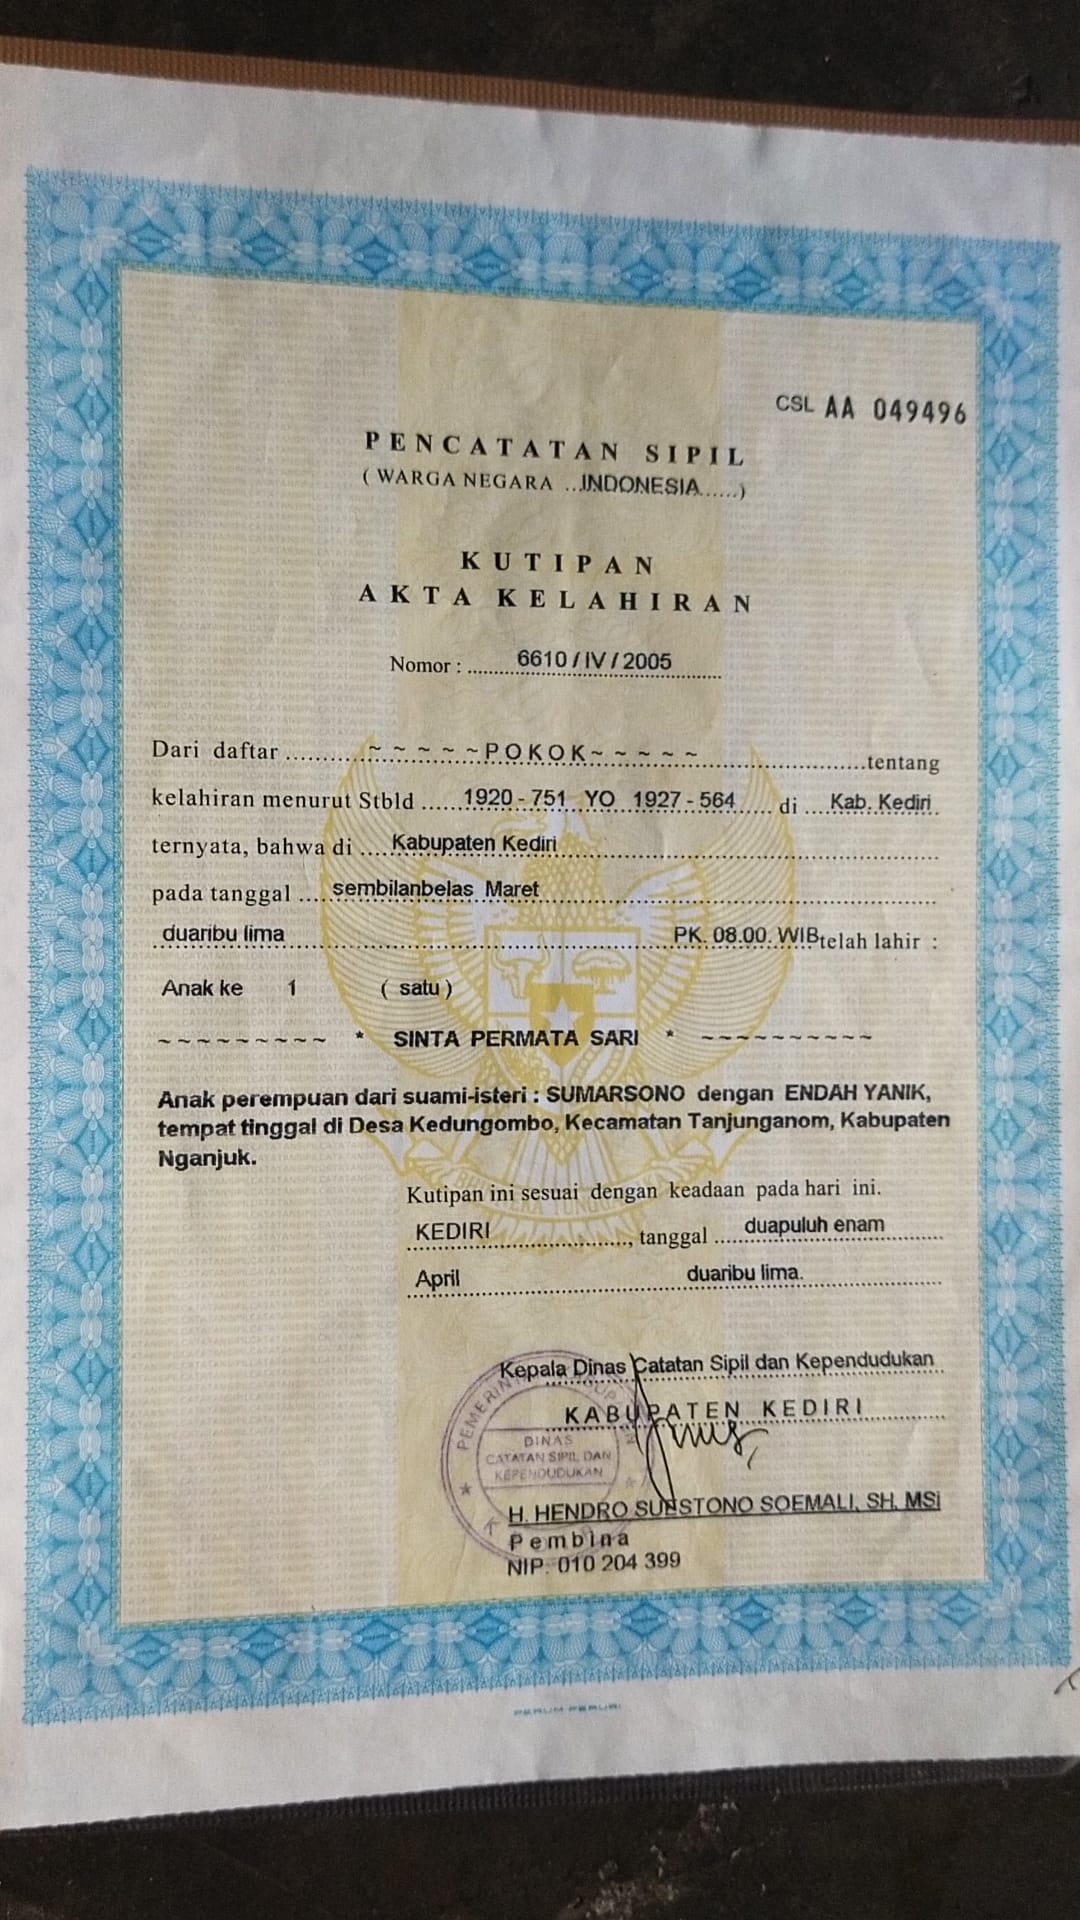 CSL AA 049496
PENCATATAN SIPIL
( WARGA NEGARA ...INDONESIA......)
KUTIPAN
AKTA KELAHIRAN
Nomor : ........ 6610 / IV / 2005 ........
Dari daftar ............~ ~ ~ ~ ~ POKOK ~ ~ ~ ~ ~ ............tentang
kelahiran menurut Stbld ...... 1920 - 751 YO 1927 - 564 ..... di .... Kab. Kediri
ternyata, bahwa di .... Kabupaten Kediri
pada tanggal .... sembilanbelas Maret
duaribu lima PK. 08.00. WIB telah lahir :
Anak ke 1 ( satu )
~ ~ ~ ~ ~ ~ ~ ~ ~ * SINTA PERMATA SARI * ~ ~ ~ ~ ~ ~ ~ ~ ~ ~
Anak perempuan dari suami-isteri : SUMARSONO dengan ENDAH YANIK,
tempat tinggal di Desa Kedungombo, Kecamatan Tanjunganom, Kabupaten
Nganjuk.
Kutipan ini sesuai dengan keadaan pada hari ini.
KEDIRI ............, tanggal .... duapuluh enam
April duaribu lima.
Kepala Dinas Catatan Sipil dan Kependudukan
KABUPATEN KEDIRI
DINAS
CATATAN SIPIL DAN
KEPENDUDUKAN
H. HENDRO SUESTONO SOEMALI, SH. MSi
Pembina
NIP. 010 204 399
PERUM PERURI